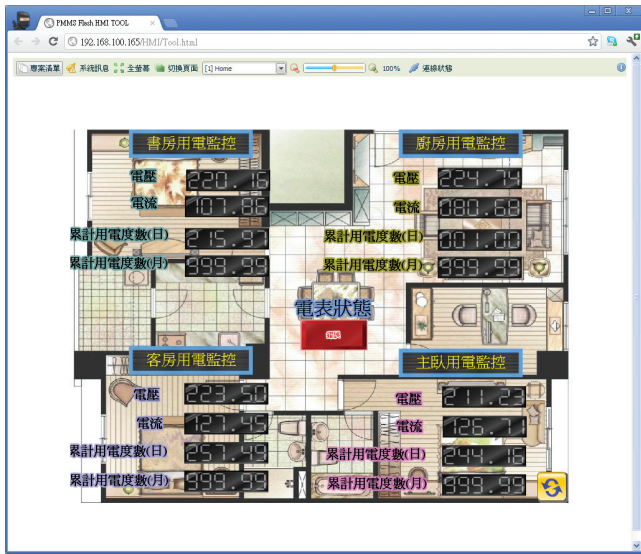 PMMS Flash HMI TOOL
192.168.100.165/HMI/Tool.html
專案清單 系統訊息 全螢幕 切換頁面 [1] Home 100% 連線狀態
書房用電監控
電壓 220.16
電流 107.86
累計用電度數(日) 215.97
累計用電度數(月) 999.99
廚房用電監控
電壓 224.14
電流 080.68
累計用電度數(日) 001.00
累計用電度數(月) 999.99
電表狀態
客房用電監控
電壓 223.50
電流 121.45
累計用電度數(日) 257.49
累計用電度數(月) 999.99
主臥用電監控
電壓 211.23
電流 126.71
累計用電度數(日) 244.16
累計用電度數(月) 999.99